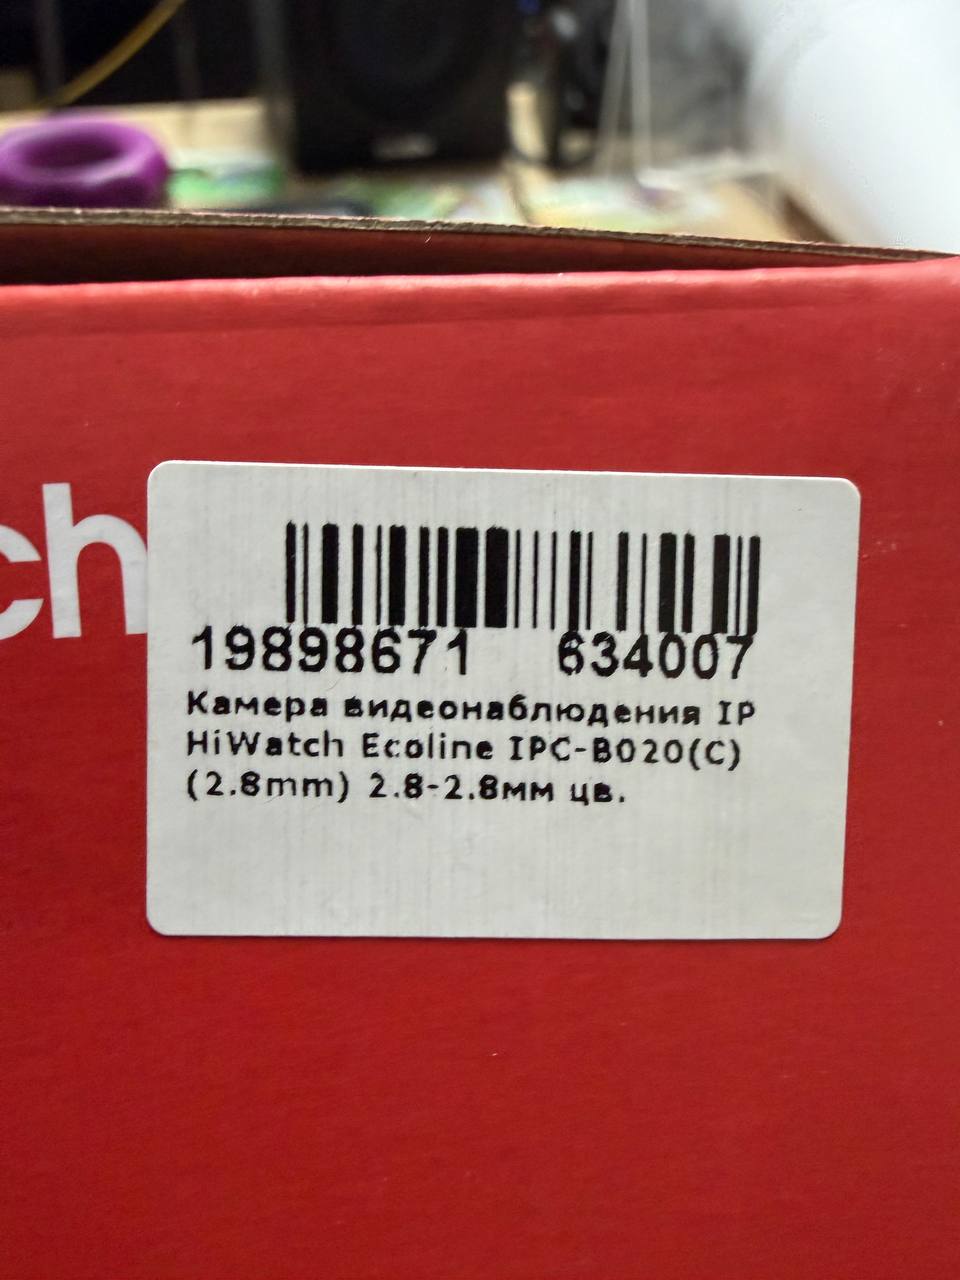 ch
19898671 634007
Камера видеонаблюдения IP
HiWatch Ecoline IPC-B020(C)
(2.8mm) 2.8-2.8мм цв.